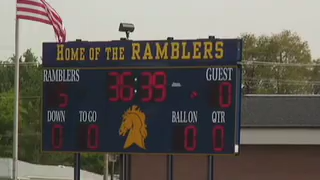 HOME OF THE RAMBLERS
RAMBLERS 36:39 GUEST
0
DOWN TO GO BALL ON QTR
0 0 0 0